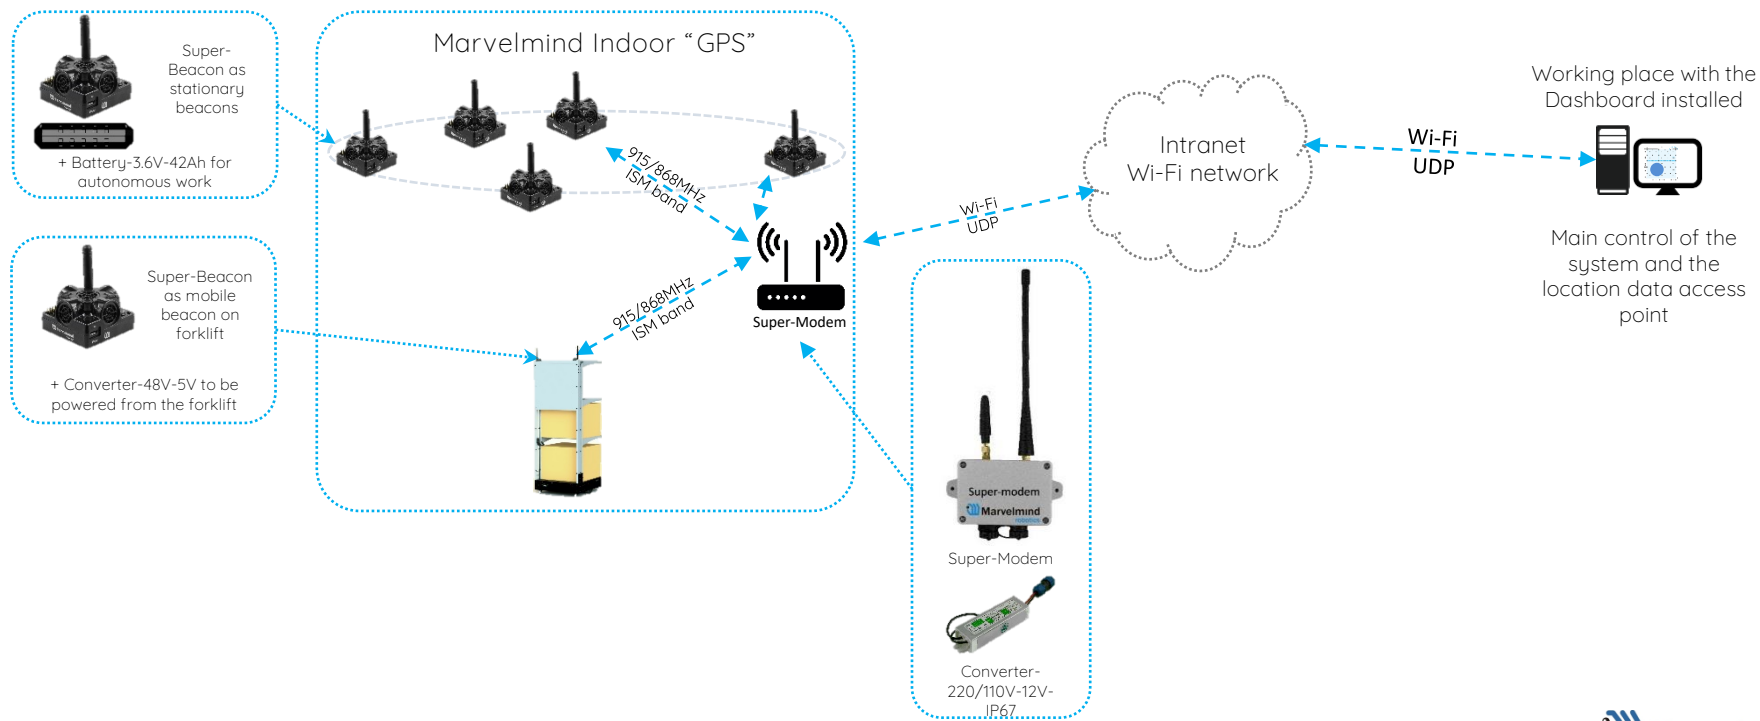 Super-
Beacon as
stationary
beacons
+ Battery-3.6V-42Ah for
autonomous work
Super-Beacon
as mobile
beacon on
forklift
+ Converter-48V-5V to be
powered from the forklift
Marvelmind Indoor “GPS”
915/868MHz
ISM band
915/868MHz
ISM band
Super-Modem
Wi-Fi
UDP
Intranet
Wi-Fi network
Wi-Fi
UDP
Working place with the
Dashboard installed
Main control of the
system and the
location data access
point
Super-modem
Marvelmind
robotics
Super-Modem
Converter-
220/110V-12V-
IP67